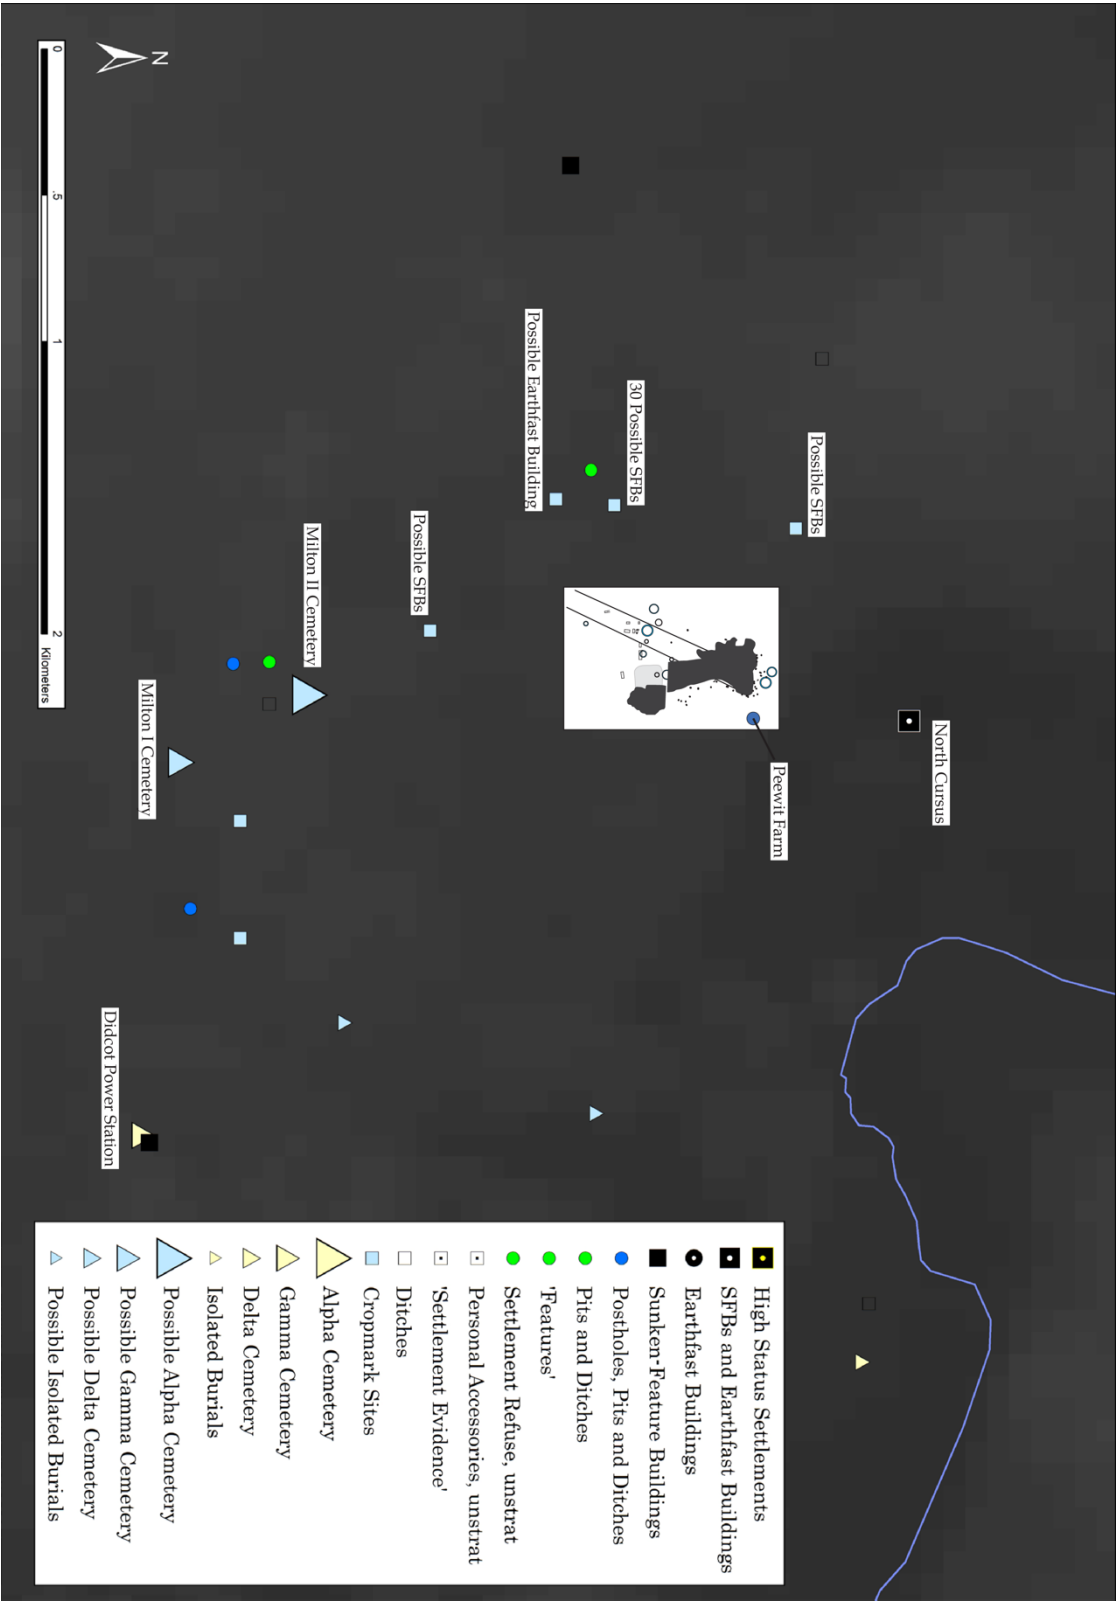 North Cursus
Possible SFBs
Peewit Farm
30 Possible SFBs
Possible Earthfast Building
Possible SFBs
Milton II Cemetery
Milton I Cemetery
Didcot Power Station
High Status Settlements
SFBs and Earthfast Buildings
Earthfast Buildings
Sunken-Feature Buildings
Postholes, Pits and Ditches
Pits and Ditches
'Features'
Settlement Refuse, unstrat
Personal Accessories, unstrat
'Settlement Evidence'
Ditches
Cropmark Sites
Alpha Cemetery
Gamma Cemetery
Delta Cemetery
Isolated Burials
Possible Alpha Cemetery
Possible Gamma Cemetery
Possible Delta Cemetery
Possible Isolated Burials
N
0 .5 1 2
Kilometers